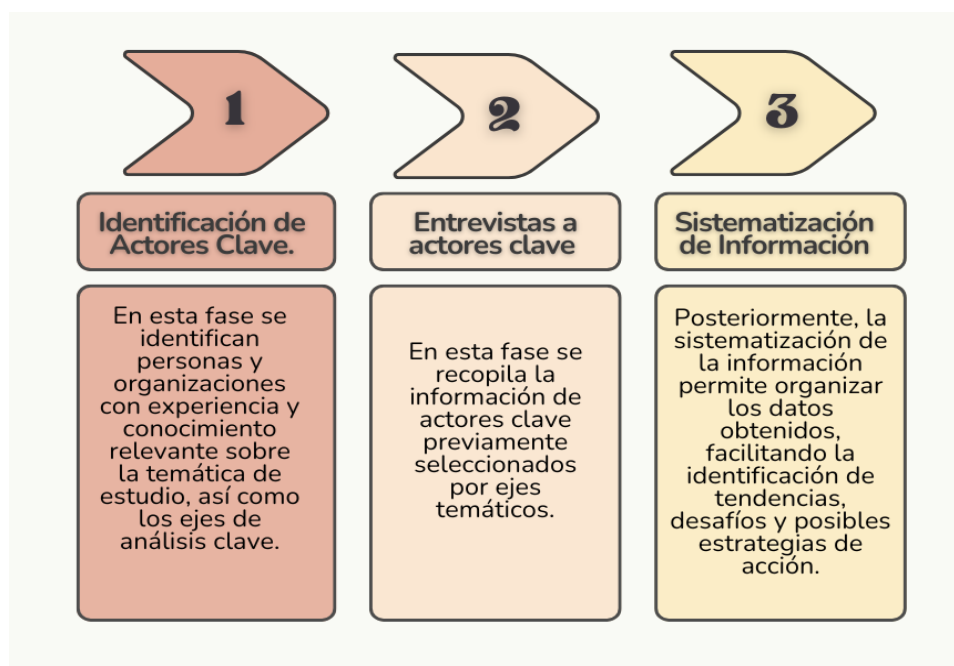 1
2
3
Identificación de
Actores Clave.
Entrevistas a
actores clave
Sistematización
de Información
En esta fase se
identifican
personas y
organizaciones
con experiencia y
conocimiento
relevante sobre
la temática de
estudio, así como
los ejes de
análisis clave.
En esta fase se
recopila la
información de
actores clave
previamente
seleccionados
por ejes
temáticos.
Posteriormente, la
sistematización de
la información
permite organizar
los datos
obtenidos,
facilitando la
identificación de
tendencias,
desafíos y posibles
estrategias de
acción.